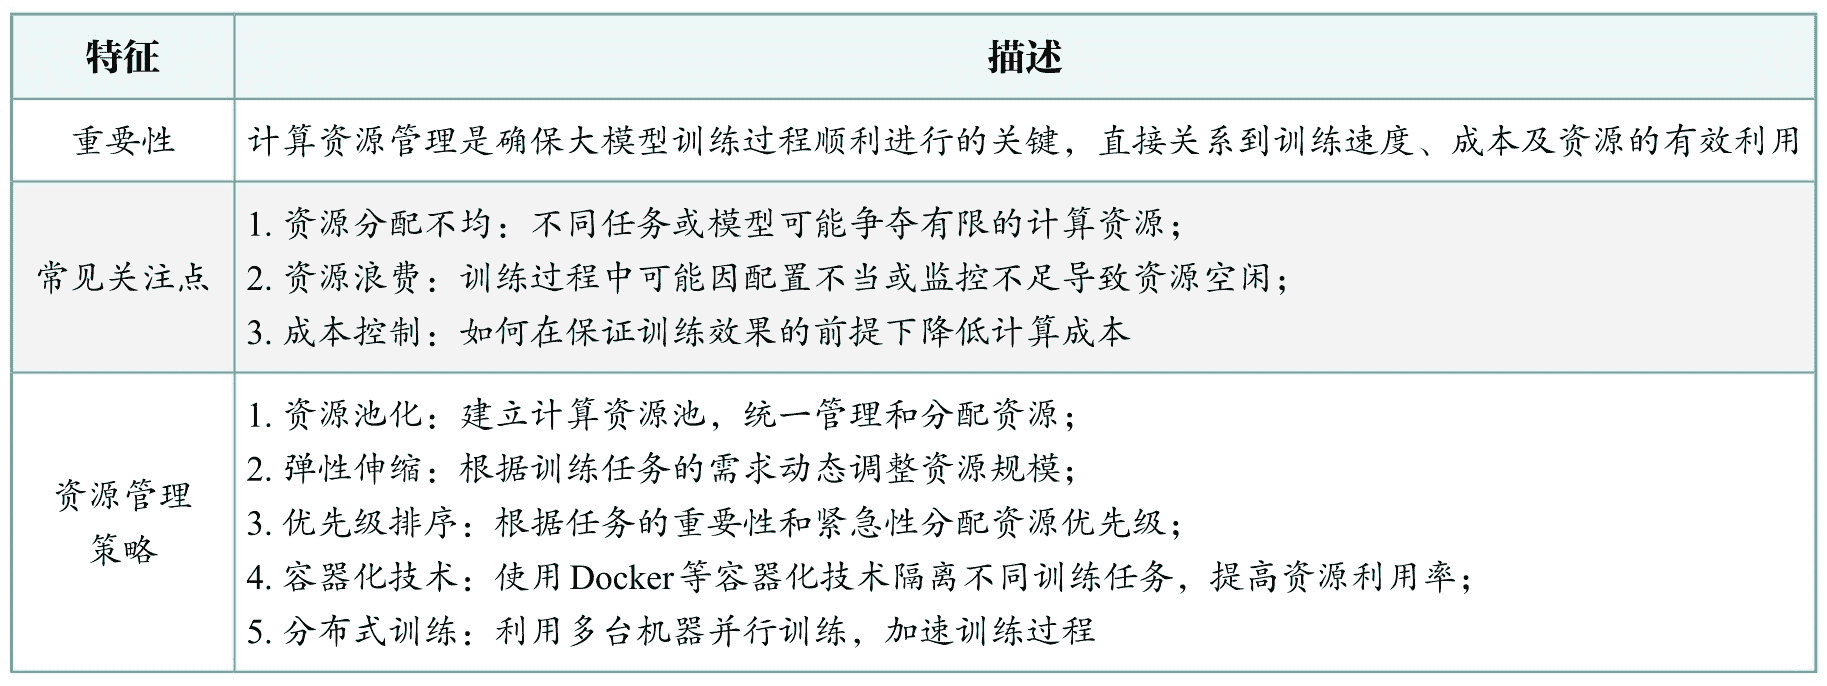 特征 描述
重要性 计算资源管理是确保大模型训练过程顺利进行的关键，直接关系到训练速度、成本及资源的有效利用
常见关注点
1. 资源分配不均：不同任务或模型可能争夺有限的计算资源；
2. 资源浪费：训练过程中可能因配置不当或监控不足导致资源空闲；
3. 成本控制：如何在保证训练效果的前提下降低计算成本
资源管理
策略
1. 资源池化：建立计算资源池，统一管理和分配资源；
2. 弹性伸缩：根据训练任务的需求动态调整资源规模；
3. 优先级排序：根据任务的重要性和紧急性分配资源优先级；
4. 容器化技术：使用Docker等容器化技术隔离不同训练任务，提高资源利用率；
5. 分布式训练：利用多台机器并行训练，加速训练过程